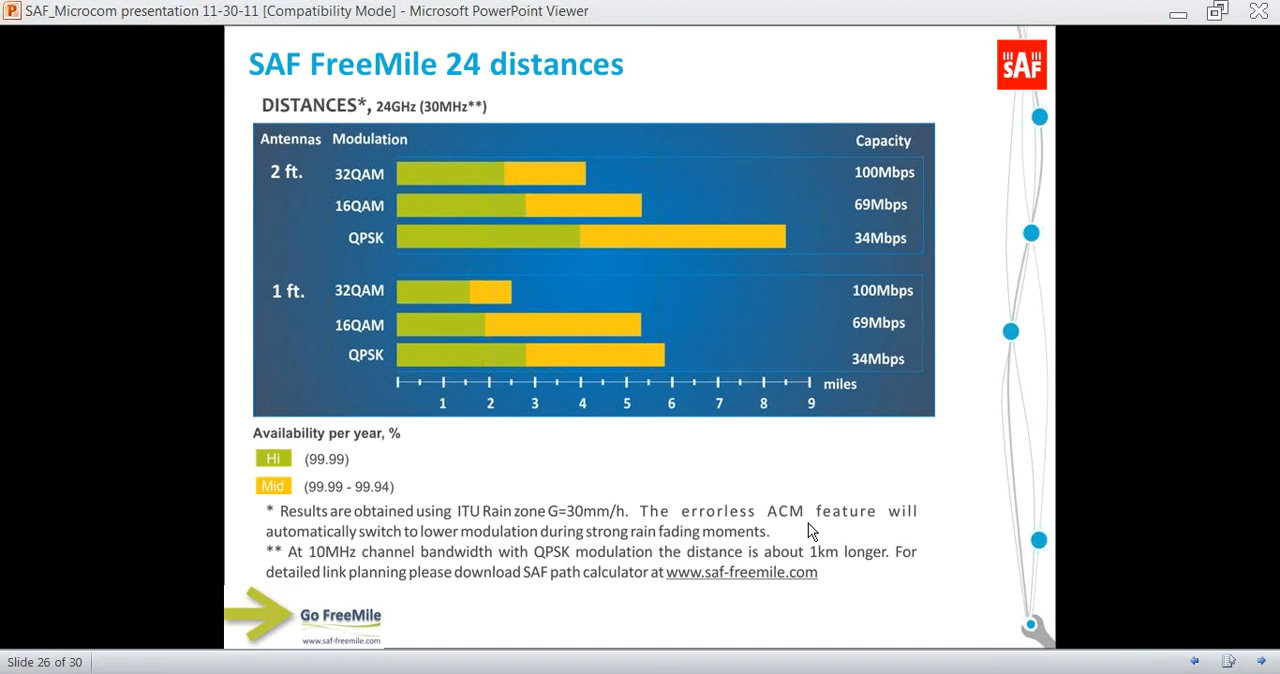 SAF_Microcom presentation 11-30-11 [Compatibility Mode] - Microsoft PowerPoint Viewer
SAF FreeMile 24 distances
SAF
DISTANCES*, 24GHz (30MHz**)
Antennas Modulation Capacity
2 ft. 32QAM 100Mbps
16QAM 69Mbps
QPSK 34Mbps
1 ft. 32QAM 100Mbps
16QAM 69Mbps
QPSK 34Mbps
miles
1 2 3 4 5 6 7 8 9
Availability per year, %
Hi (99.99)
Mid (99.99 - 99.94)
* Results are obtained using ITU Rain zone G=30mm/h. The errorless ACM feature will
automatically switch to lower modulation during strong rain fading moments.
** At 10MHz channel bandwidth with QPSK modulation the distance is about 1km longer. For
detailed link planning please download SAF path calculator at www.saf-freemile.com
Go FreeMile
www.saf-freemile.com
Slide 26 of 30